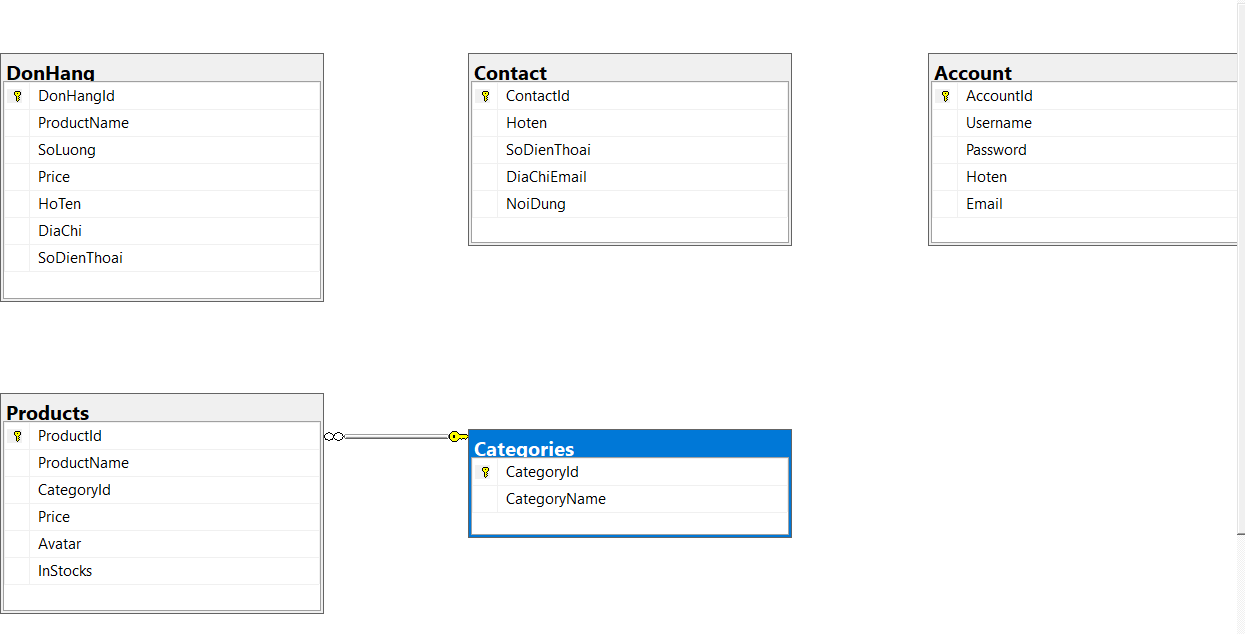 DonHang
DonHangId
ProductName
SoLuong
Price
HoTen
DiaChi
SoDienThoai
Contact
ContactId
Hoten
SoDienThoai
DiaChiEmail
NoiDung
Account
AccountId
Username
Password
Hoten
Email
Products
ProductId
ProductName
CategoryId
Price
Avatar
InStocks
Categories
CategoryId
CategoryName